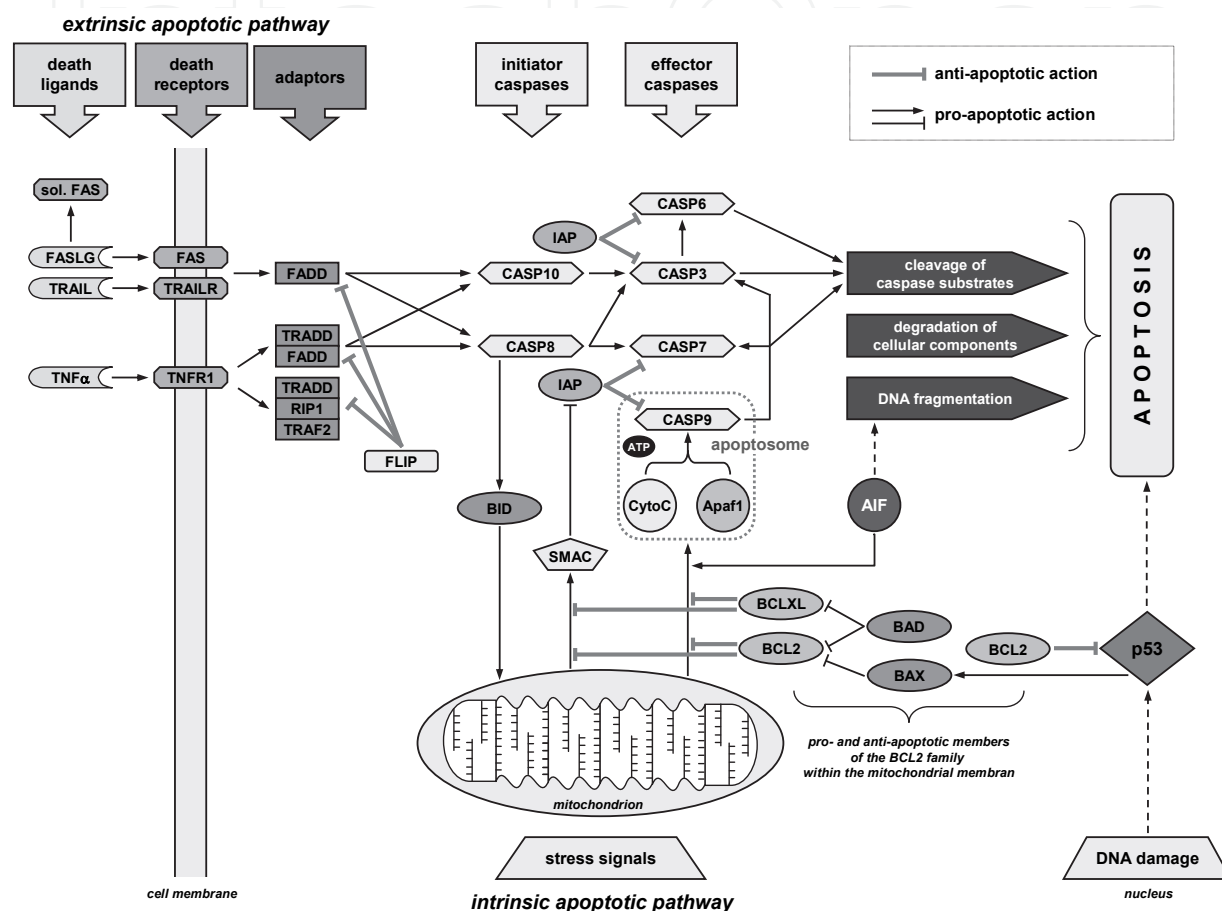 extrinsic apoptotic pathway
death
ligands
death
receptors
adaptors
initiator
caspases
effector
caspases
anti-apoptotic action
pro-apoptotic action
sol. FAS
FASLG
FAS
TRAIL
TRAILR
FADD
TRADD
FADD
TNFα
TNFR1
TRADD
RIP1
TRAF2
FLIP
IAP
CASP6
CASP10
CASP3
CASP8
CASP7
IAP
CASP9
ATP
apoptosome
CytoC
Apaf1
BID
SMAC
cleavage of
caspase substrates
degradation of
cellular components
DNA fragmentation
AIF
APOPTOSIS
BCLXL
BAD
BCL2
BAX
BCL2
p53
pro- and anti-apoptotic members
of the BCL2 family
within the mitochondrial membran
mitochondrion
stress signals
DNA damage
cell membrane
intrinsic apoptotic pathway
nucleus